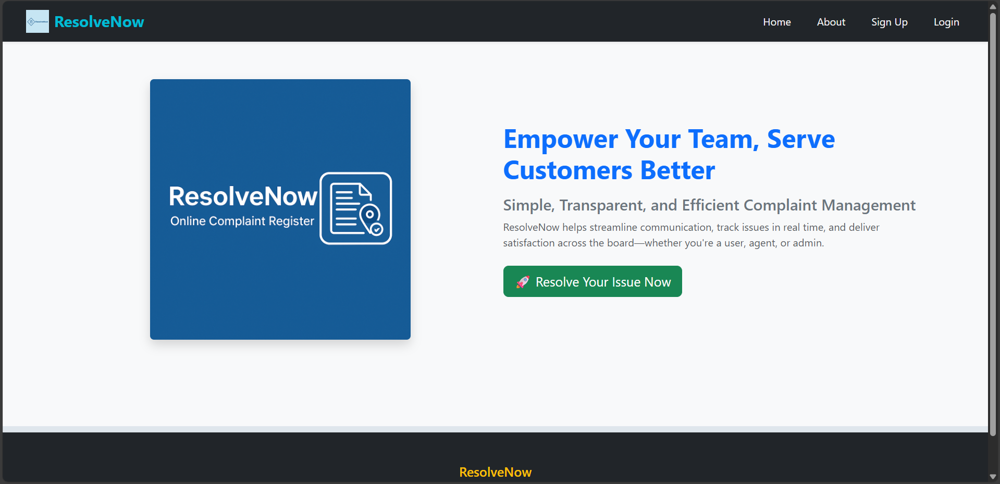 ResolveNow
ResolveNow
Home
About
Sign Up
Login
ResolveNow
Online Complaint Register
Empower Your Team, Serve
Customers Better
Simple, Transparent, and Efficient Complaint Management
ResolveNow helps streamline communication, track issues in real time, and deliver
satisfaction across the board—whether you're a user, agent, or admin.
🚀 Resolve Your Issue Now
ResolveNow